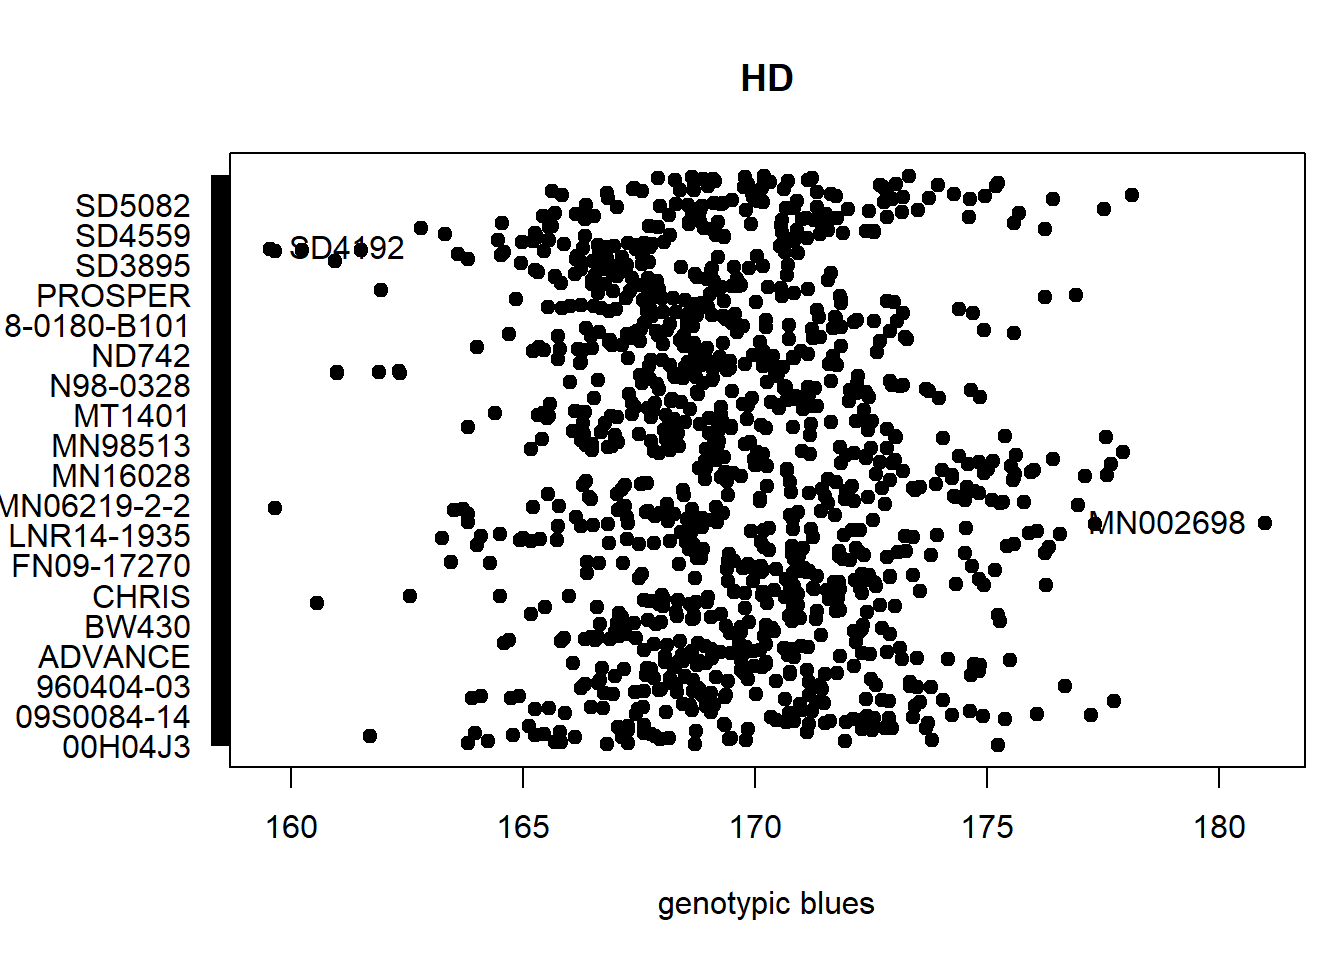 HD
SD5082
SD4559
SD4192
SD3895
PROSPER
8-0180-B101
ND742
N98-0328
MT1401
MN98513
MN16028
MN06219-2-2
MN002698
LNR14-1935
FN09-17270
CHRIS
BW430
ADVANCE
960404-03
09S0084-14
00H04J3
160 165 170 175 180
genotypic blues